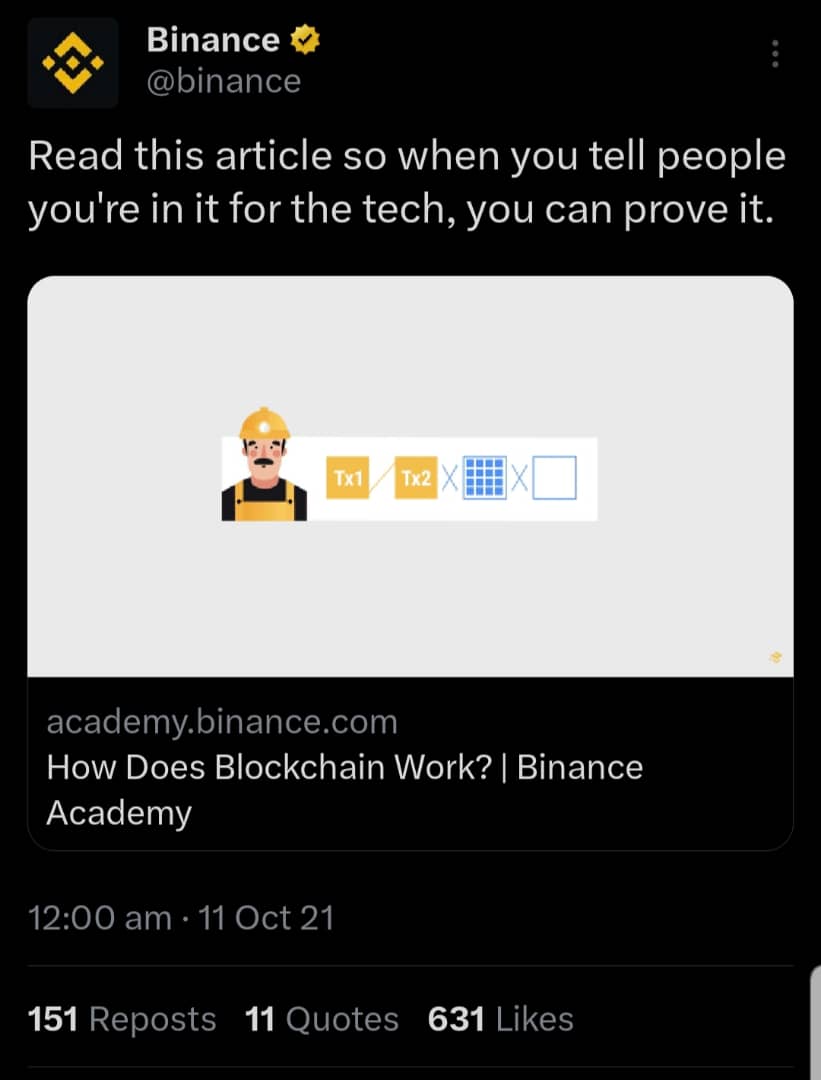 Binance
@binance
Read this article so when you tell people
you're in it for the tech, you can prove it.
Tx1 Tx2
academy.binance.com
How Does Blockchain Work? | Binance
Academy
12:00 am · 11 Oct 21
151 Reposts 11 Quotes 631 Likes